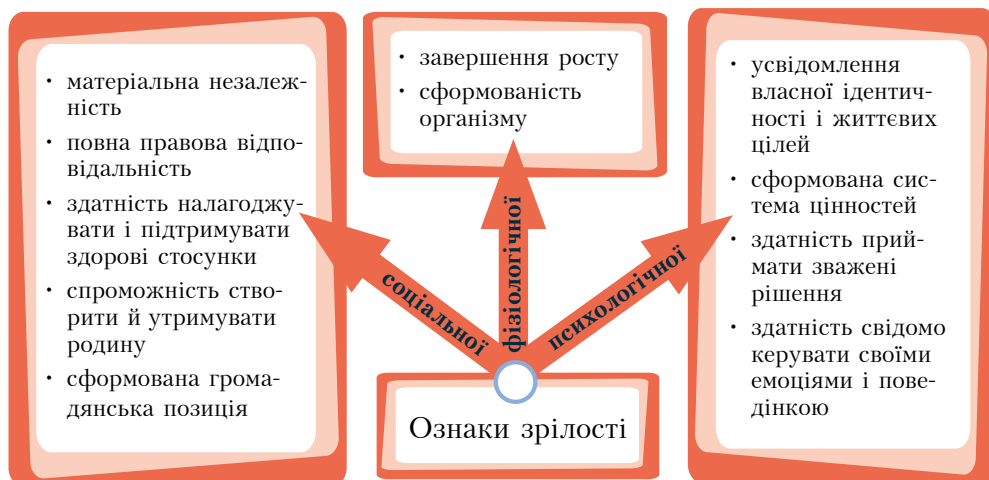 • матеріальна незалеж-
ність
• повна правова відпо-
відальність
• здатність налагоджу-
вати і підтримувати
здорові стосунки
• спроможність ство-
рити й утримувати
родину
• сформована грома-
дянська позиція
• завершення росту
• сформованість
організму
• усвідомлення
власної ідентич-
ності і життєвих
цілей
• сформована сис-
тема цінностей
• здатність прий-
мати зважені
рішення
• здатність свідомо
керувати своїми
емоціями і пове-
дінкою
соціальної
фізіологічної
психологічної
Ознаки зрілості